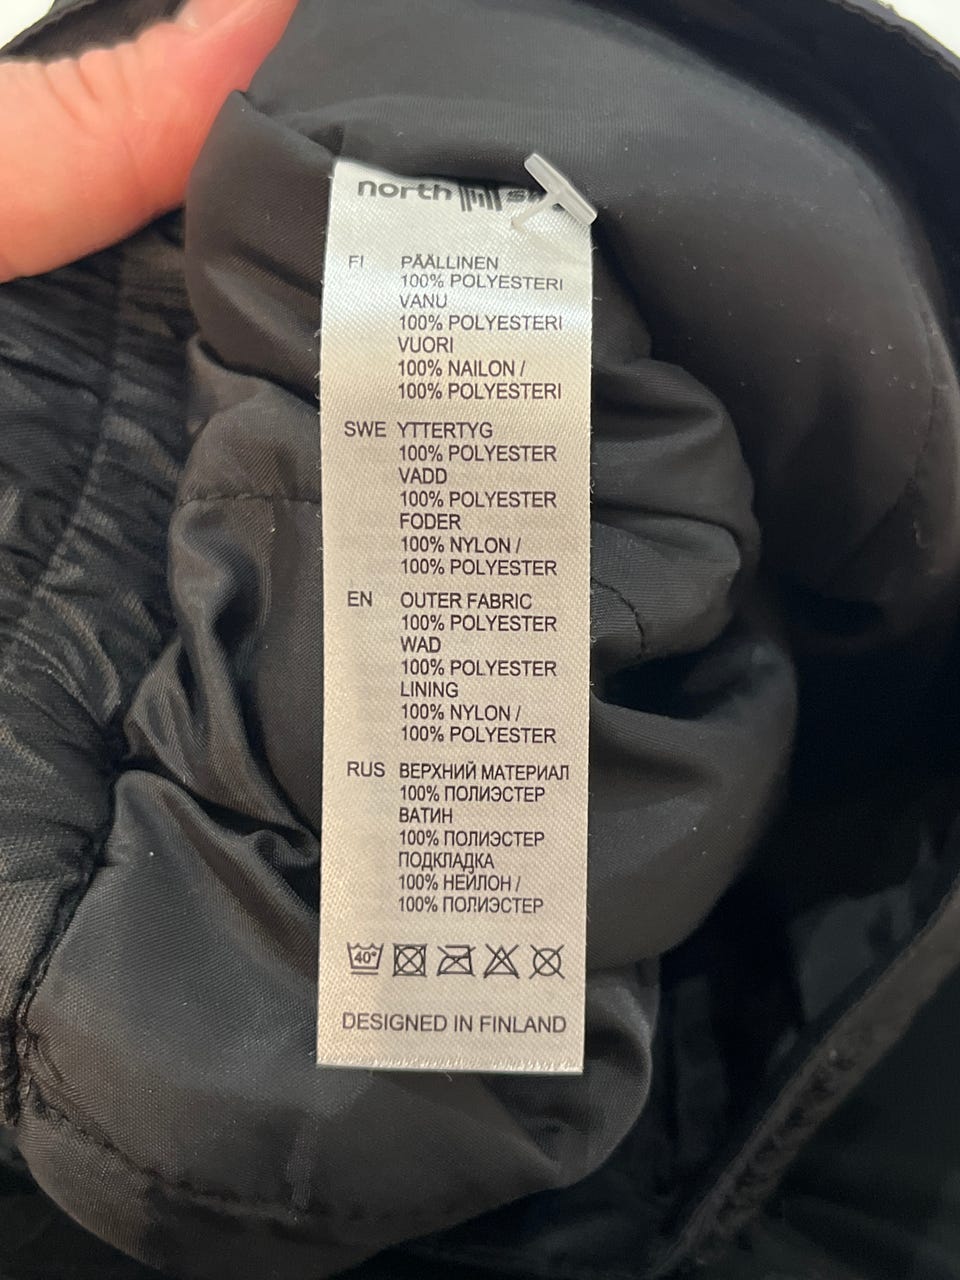 north
FI PÄÄLLINEN
100% POLYESTERI
VANU
100% POLYESTERI
VUORI
100% NAILON /
100% POLYESTERI
SWE YTTERTYG
100% POLYESTER
VADD
100% POLYESTER
FODER
100% NYLON /
100% POLYESTER
EN OUTER FABRIC
100% POLYESTER
WAD
100% POLYESTER
LINING
100% NYLON /
100% POLYESTER
RUS ВЕРХНИЙ МАТЕРИАЛ
100% ПОЛИЭСТЕР
ВАТИН
100% ПОЛИЭСТЕР
ПОДКЛАДКА
100% НЕЙЛОН /
100% ПОЛИЭСТЕР
40°
DESIGNED IN FINLAND